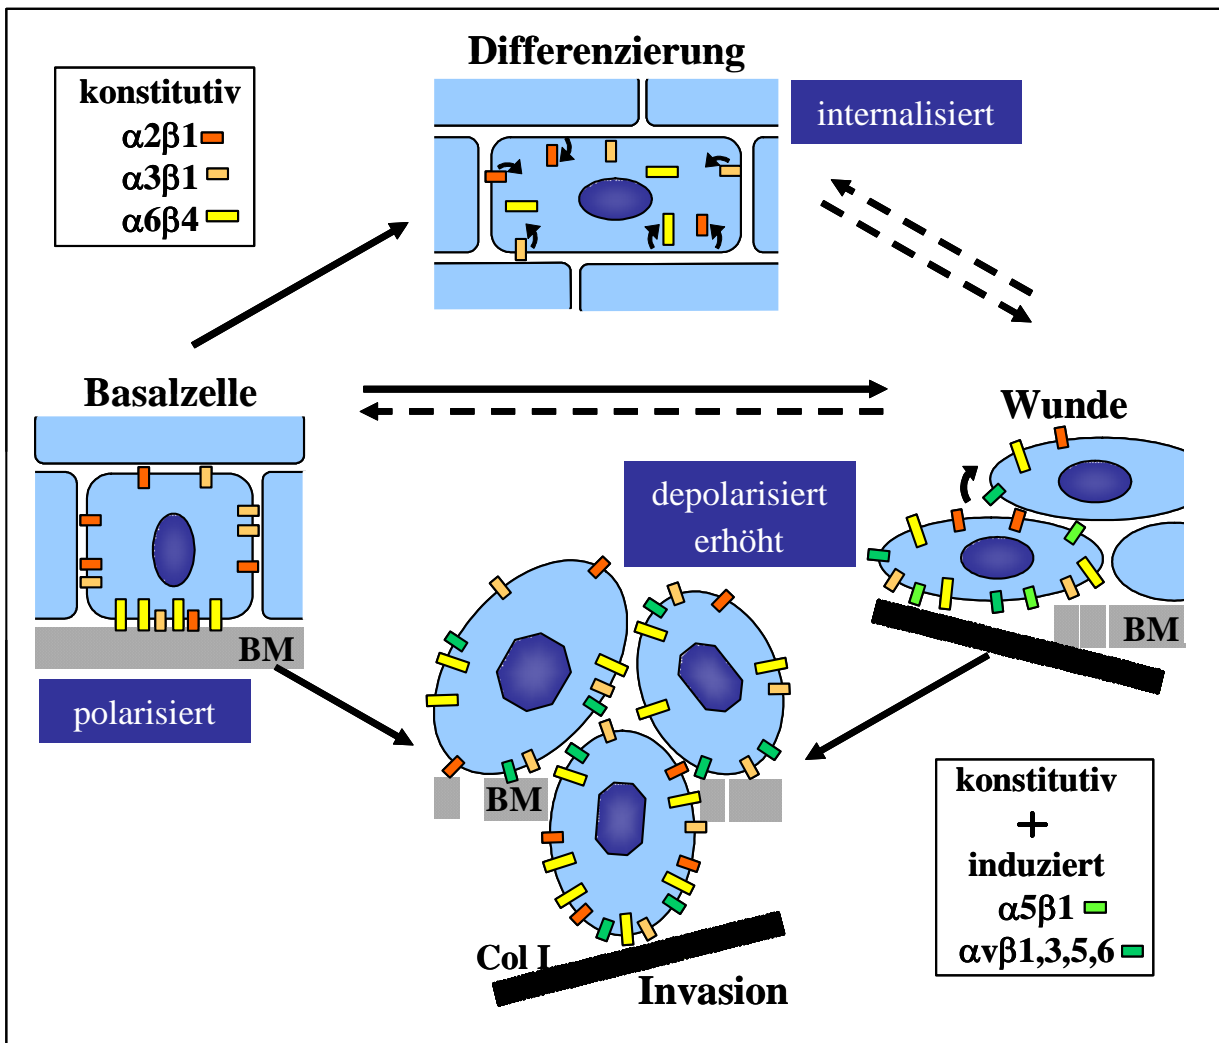 Differenzierung
konstitutiv
α2β1
α3β1
α6β4
internalisiert
Basalzelle
Wunde
depolarisiert
erhöht
BM
BM
polarisiert
BM
konstitutiv
+
induziert
α5β1
αvβ1,3,5,6
Col I
Invasion